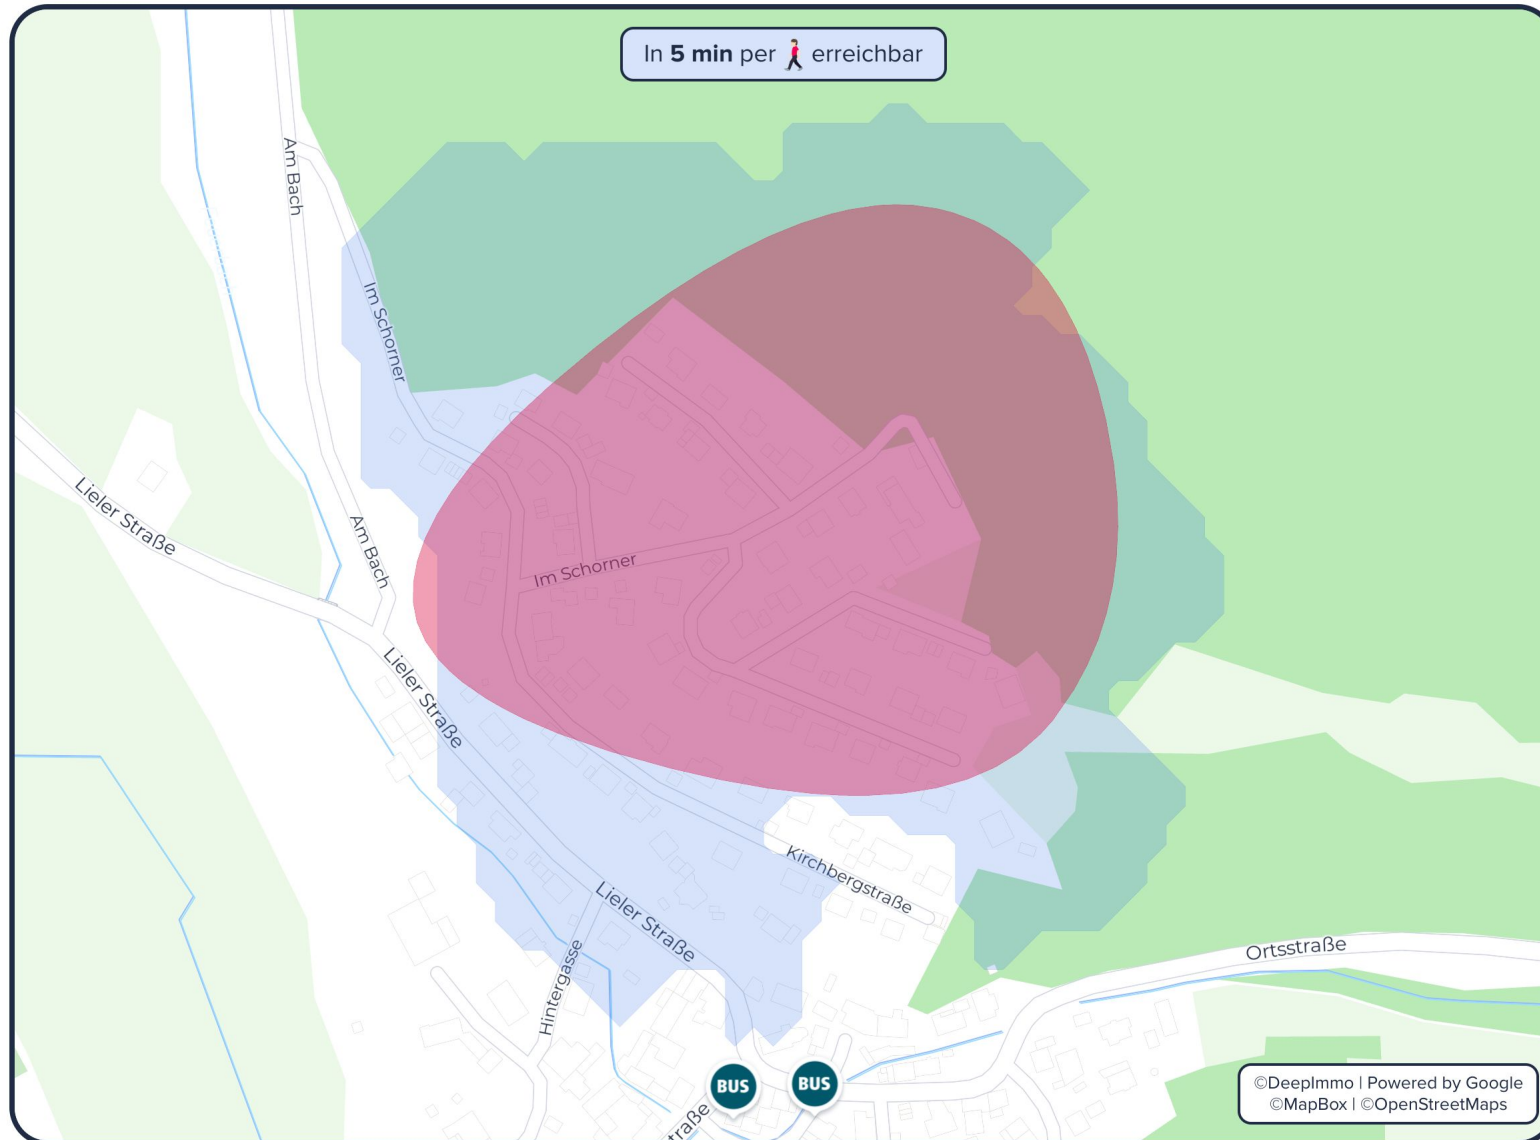 In 5 min per erreichbar
Am Bach
Im Schorner
Lieler Straße
Am Bach
Im Schorner
Lieler Straße
Kirchbergstraße
Lieler Straße
Hintergasse
Ortsstraße
BUS
BUS
traße
©DeepImmo | Powered by Google
©MapBox | ©OpenStreetMaps